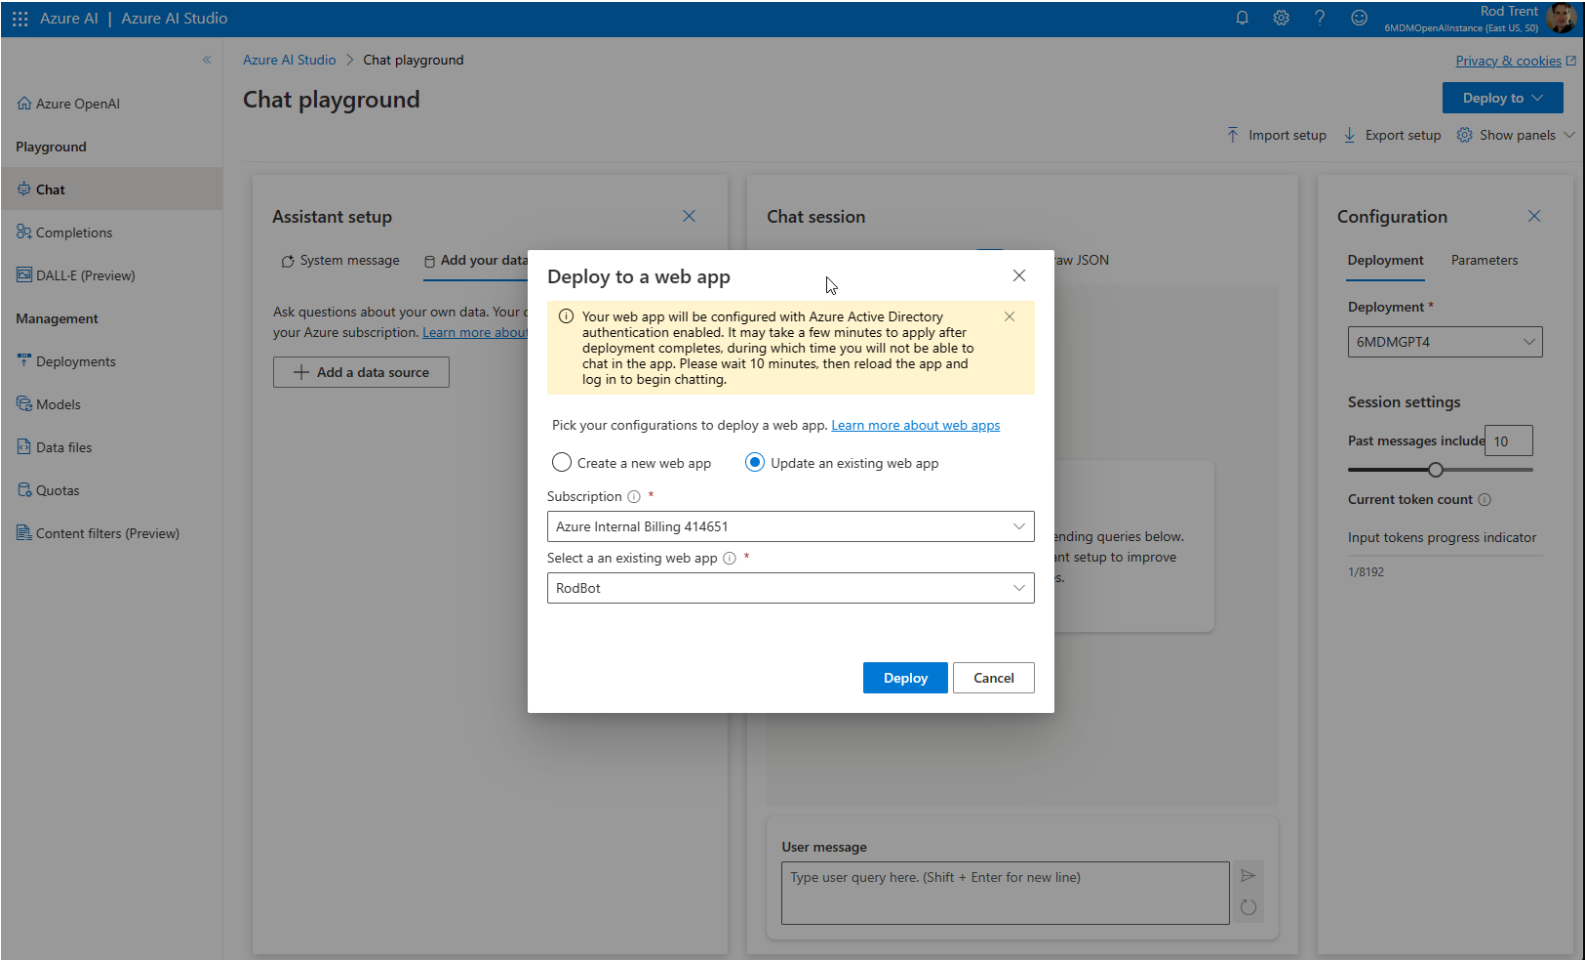 Azure AI | Azure AI Studio
Rod Trent
6MDMOpenAIInstance (East US, S0)
Azure AI Studio > Chat playground
Privacy & cookies
Chat playground
Deploy to
Import setup
Export setup
Show panels
Azure OpenAI
Playground
Chat
Completions
DALL·E (Preview)
Management
Deployments
Models
Data files
Quotas
Content filters (Preview)
Assistant setup
System message
Add your data
Ask questions about your own data. Your
your Azure subscription. Learn more about
Add a data source
Chat session
raw JSON
ending queries below.
nt setup to improve
s.
User message
Type user query here. (Shift + Enter for new line)
Deploy to a web app
Your web app will be configured with Azure Active Directory
authentication enabled. It may take a few minutes to apply after
deployment completes, during which time you will not be able to
chat in the app. Please wait 10 minutes, then reload the app and
log in to begin chatting.
Pick your configurations to deploy a web app. Learn more about web apps
Create a new web app
Update an existing web app
Subscription *
Azure Internal Billing 414651
Select a an existing web app *
RodBot
Deploy
Cancel
Configuration
Deployment
Parameters
Deployment *
6MDMGPT4
Session settings
Past messages include
10
Current token count
Input tokens progress indicator
1/8192